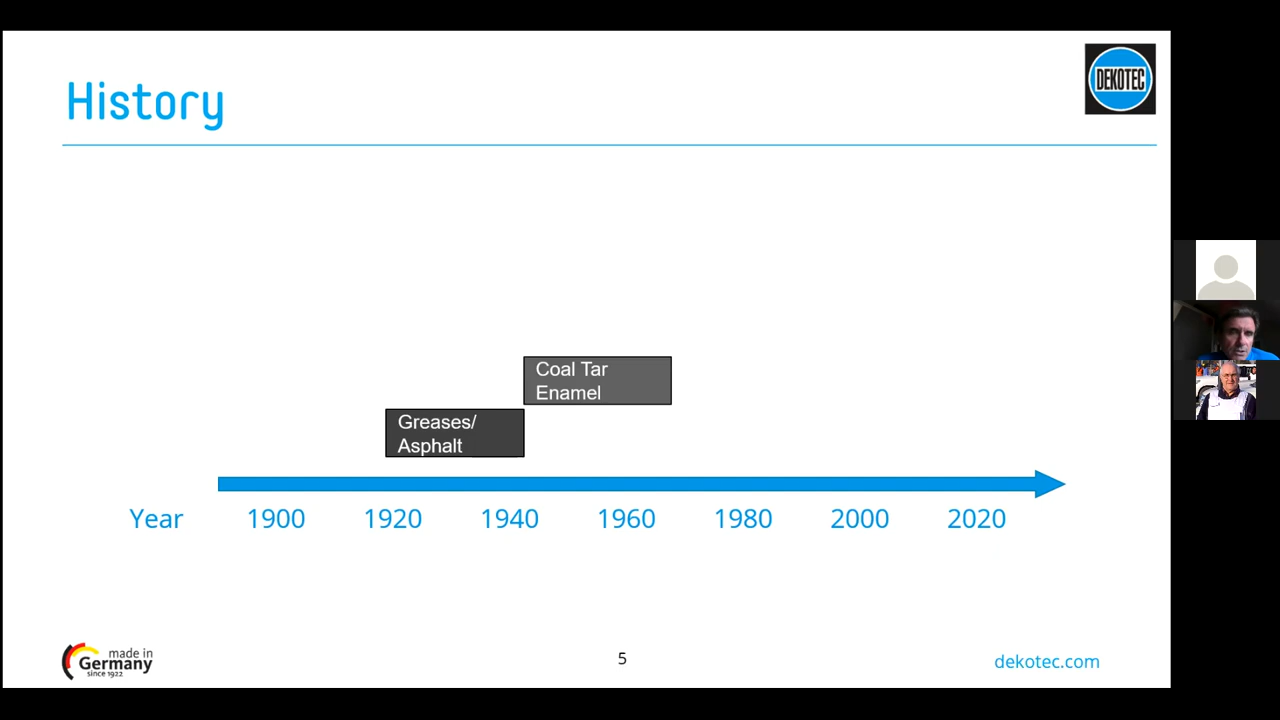 History
DEKOTEC
Coal Tar
Enamel
Greases/
Asphalt
Year 1900 1920 1940 1960 1980 2000 2020
made in
Germany
since 1922
5
dekotec.com